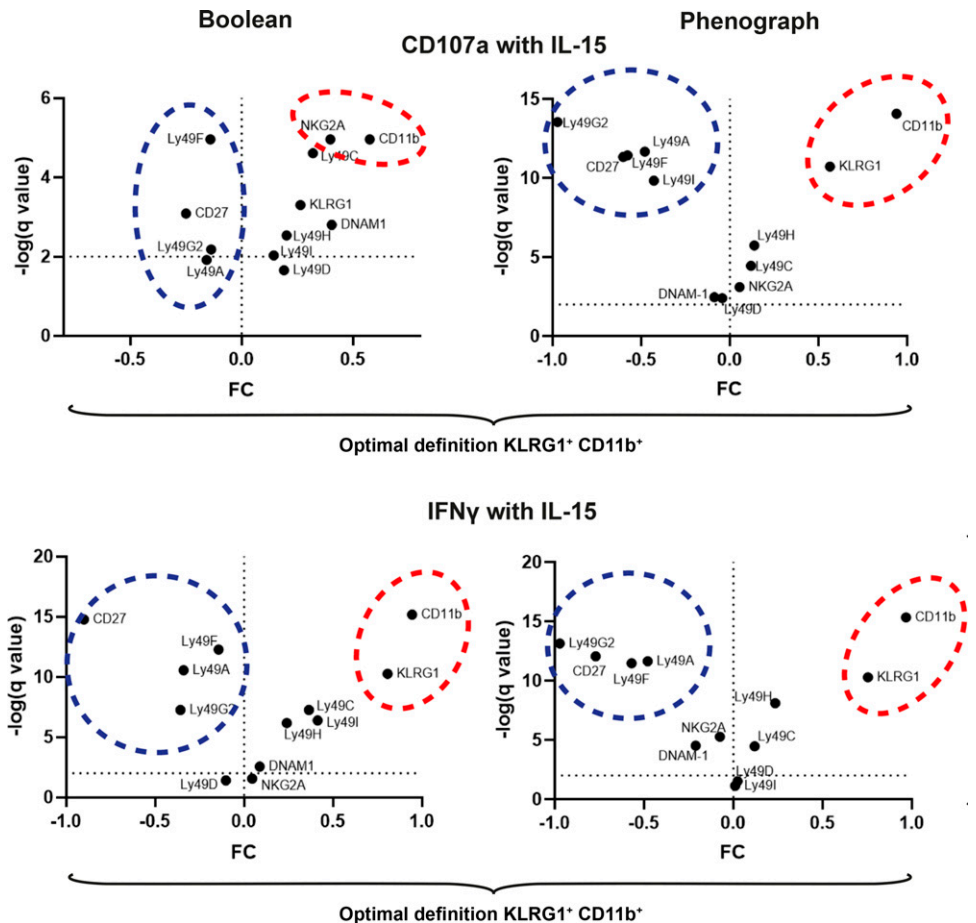 Boolean
Phenograph
CD107a with IL-15
6
4
2
0
-log(q value)
-0.5
0.0
0.5
FC
Ly49F
CD27
Ly49G2
Ly49A
NKG2A
CD11b
Ly49C
KLRG1
DNAM1
Ly49H
Ly49I
Ly49D
15
10
5
0
-log(q value)
-1.0
-0.5
0.0
0.5
1.0
FC
Ly49G2
Ly49A
CD27
Ly49F
Ly49I
CD11b
KLRG1
Ly49H
Ly49C
NKG2A
DNAM-1
Ly49D
Optimal definition KLRG1⁺ CD11b⁺
IFNγ with IL-15
20
15
10
5
0
-log(q value)
-1.0
-0.5
0.0
0.5
1.0
FC
CD27
Ly49F
Ly49A
Ly49G2
CD11b
KLRG1
Ly49C
Ly49I
Ly49H
DNAM1
Ly49D
NKG2A
20
15
10
5
0
-log(q value)
-1.0
-0.5
0.0
0.5
1.0
FC
Ly49G2
CD27
Ly49A
Ly49F
CD11b
KLRG1
Ly49H
NKG2A
Ly49C
DNAM-1
Ly49D
Ly49I
Optimal definition KLRG1⁺ CD11b⁺